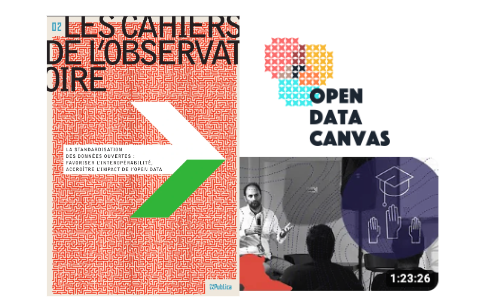 02
LES CAHIERS
DE L'OBSERVAT
OIRE
LA STANDARDISATION
DES DONNÉES OUVERTES :
FAVORISER L'INTEROPÉRABILITÉ,
ACCROÎTRE L'IMPACT DE L'OPEN DATA
OPEN
DATA
CANVAS
1:23:26